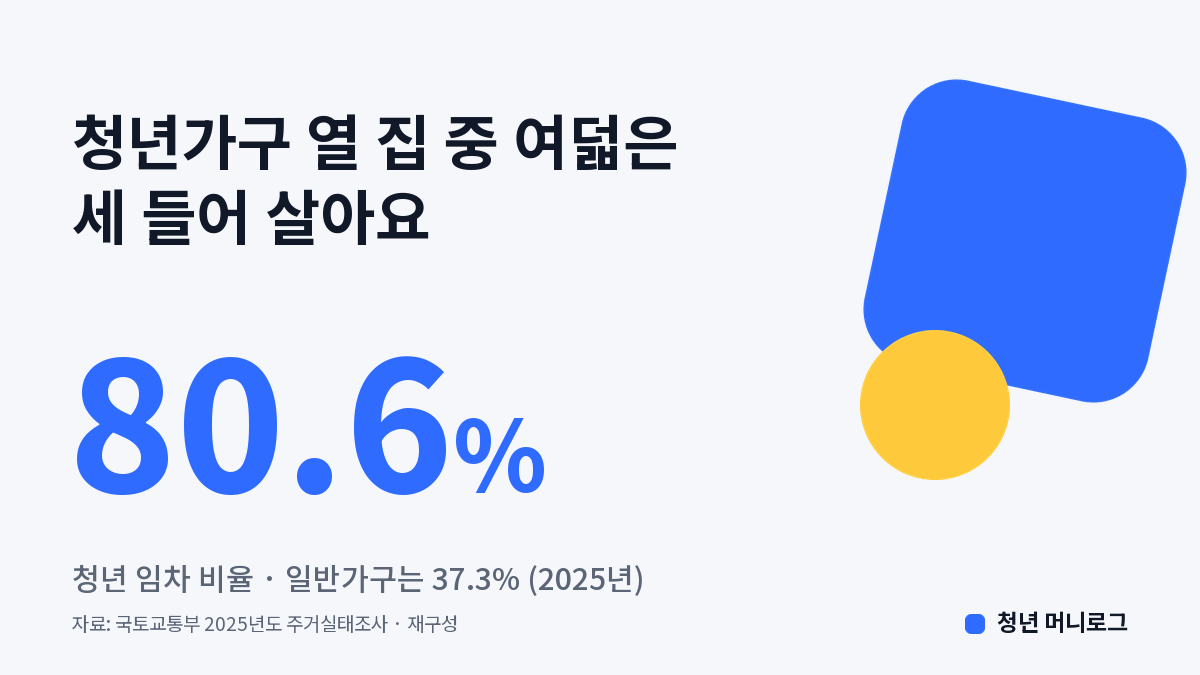 청년가구 열 집 중 여덟은
세 들어 살아요
80.6%
청년 임차 비율 · 일반가구는 37.3% (2025년)
자료: 국토교통부 2025년도 주거실태조사 · 재구성
청년 머니로그